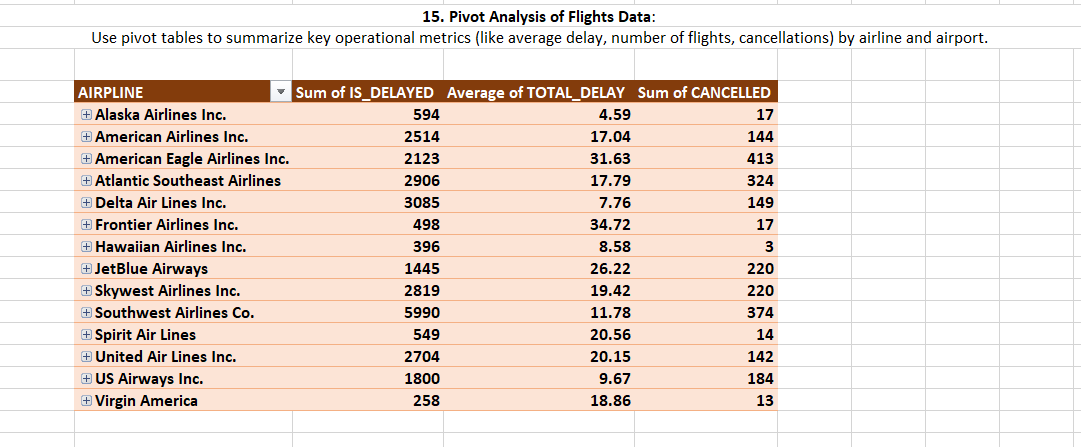 15. Pivot Analysis of Flights Data:
Use pivot tables to summarize key operational metrics (like average delay, number of flights, cancellations) by airline and airport.
AIRPLINE Sum of IS_DELAYED Average of TOTAL_DELAY Sum of CANCELLED
Alaska Airlines Inc. 594 4.59 17
American Airlines Inc. 2514 17.04 144
American Eagle Airlines Inc. 2123 31.63 413
Atlantic Southeast Airlines 2906 17.79 324
Delta Air Lines Inc. 3085 7.76 149
Frontier Airlines Inc. 498 34.72 17
Hawaiian Airlines Inc. 396 8.58 3
JetBlue Airways 1445 26.22 220
Skywest Airlines Inc. 2819 19.42 220
Southwest Airlines Co. 5990 11.78 374
Spirit Air Lines 549 20.56 14
United Air Lines Inc. 2704 20.15 142
US Airways Inc. 1800 9.67 184
Virgin America 258 18.86 13